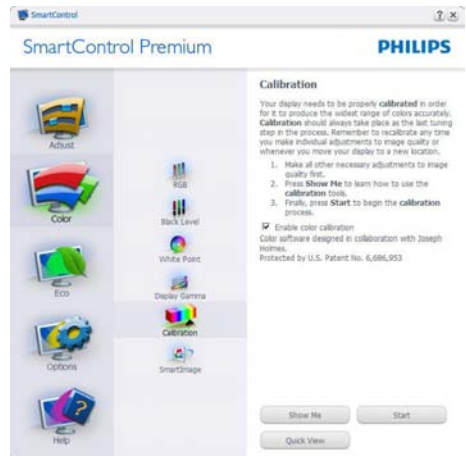 SmartControl
SmartControl Premium
PHILIPS
Adjust
Color
Eco
Options
Help
RGB
Black Level
White Point
Display Gamma
Calibration
SmartImage
Calibration
Your display needs to be properly calibrated in order
for it to produce the widest range of colors accurately.
Calibration should always take place as the last tuning
step in the process. Remember to recalibrate any time
you make individual adjustments to image quality or
whenever you move your display to a new location.
1. Make all other necessary adjustments to image
quality first.
2. Press Show Me to learn how to use the
calibration tools.
3. Finally, press Start to begin the calibration
process.
Enable color calibration
Color software designed in collaboration with Joseph
Holmes.
Protected by U.S. Patent No. 6,686,953
Show Me
Start
Quick View